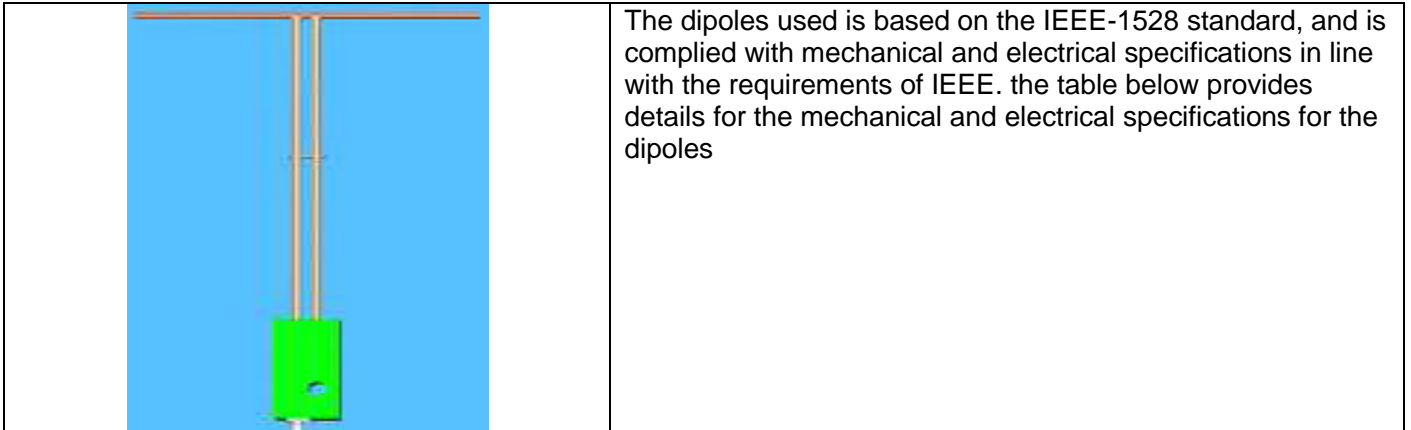 The dipoles used is based on the IEEE-1528 standard, and is
complied with mechanical and electrical specifications in line
with the requirements of IEEE. the table below provides
details for the mechanical and electrical specifications for the
dipoles